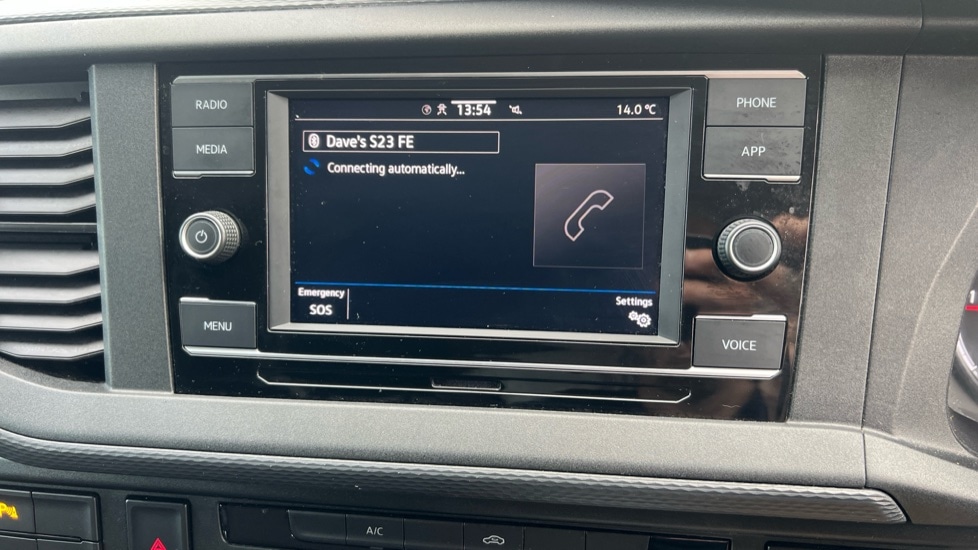 RADIO
MEDIA
13:54
14.0 °C
Dave's S23 FE
Connecting automatically...
Emergency
SOS
Settings
PHONE
APP
MENU
VOICE
A/C